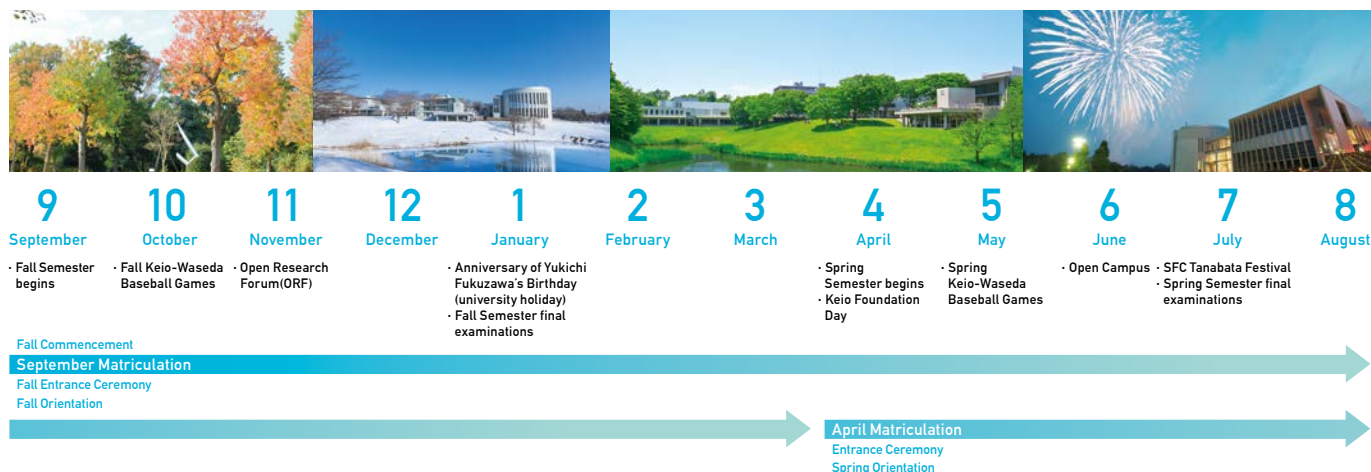 9
September
· Fall Semester
begins
10
October
· Fall Keio-Waseda
Baseball Games
11
November
· Open Research
Forum(ORF)
12
December
1
January
· Anniversary of Yukichi
Fukuzawa's Birthday
(university holiday)
· Fall Semester final
examinations
2
February
3
March
4
April
· Spring
Semester begins
· Keio Foundation
Day
5
May
· Spring
Keio-Waseda
Baseball Games
6
June
· Open Campus
7
July
· SFC Tanabata Festival
· Spring Semester final
examinations
8
August
Fall Commencement
September Matriculation
Fall Entrance Ceremony
Fall Orientation
April Matriculation
Entrance Ceremony
Spring Orientation